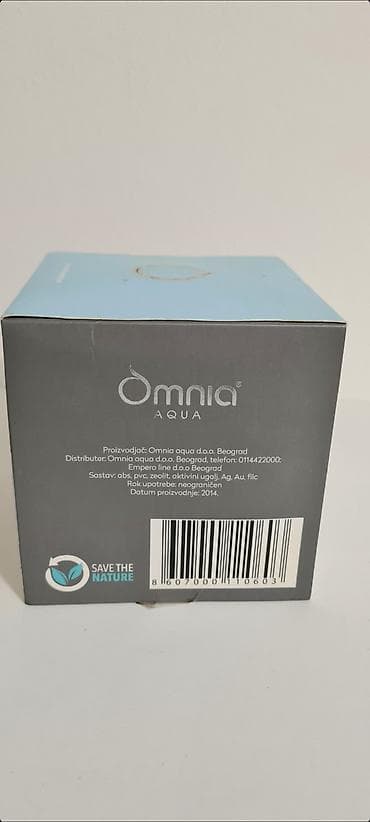 Omnia
AQUA
Proizvodjač: Omnia aqua d.o.o. Beograd
Distributer: Omnia aqua d.o.o. Beograd, telefon: 0114422000;
Empero line d.o.o Beograd
Sastav: abs, pvc, zeolit, aktivini ugalj, Ag, Au, filc
Rok upotrebe: neograničen
Datum proizvodnje: 2014.
SAVE THE
NATURE
8 607000 110603